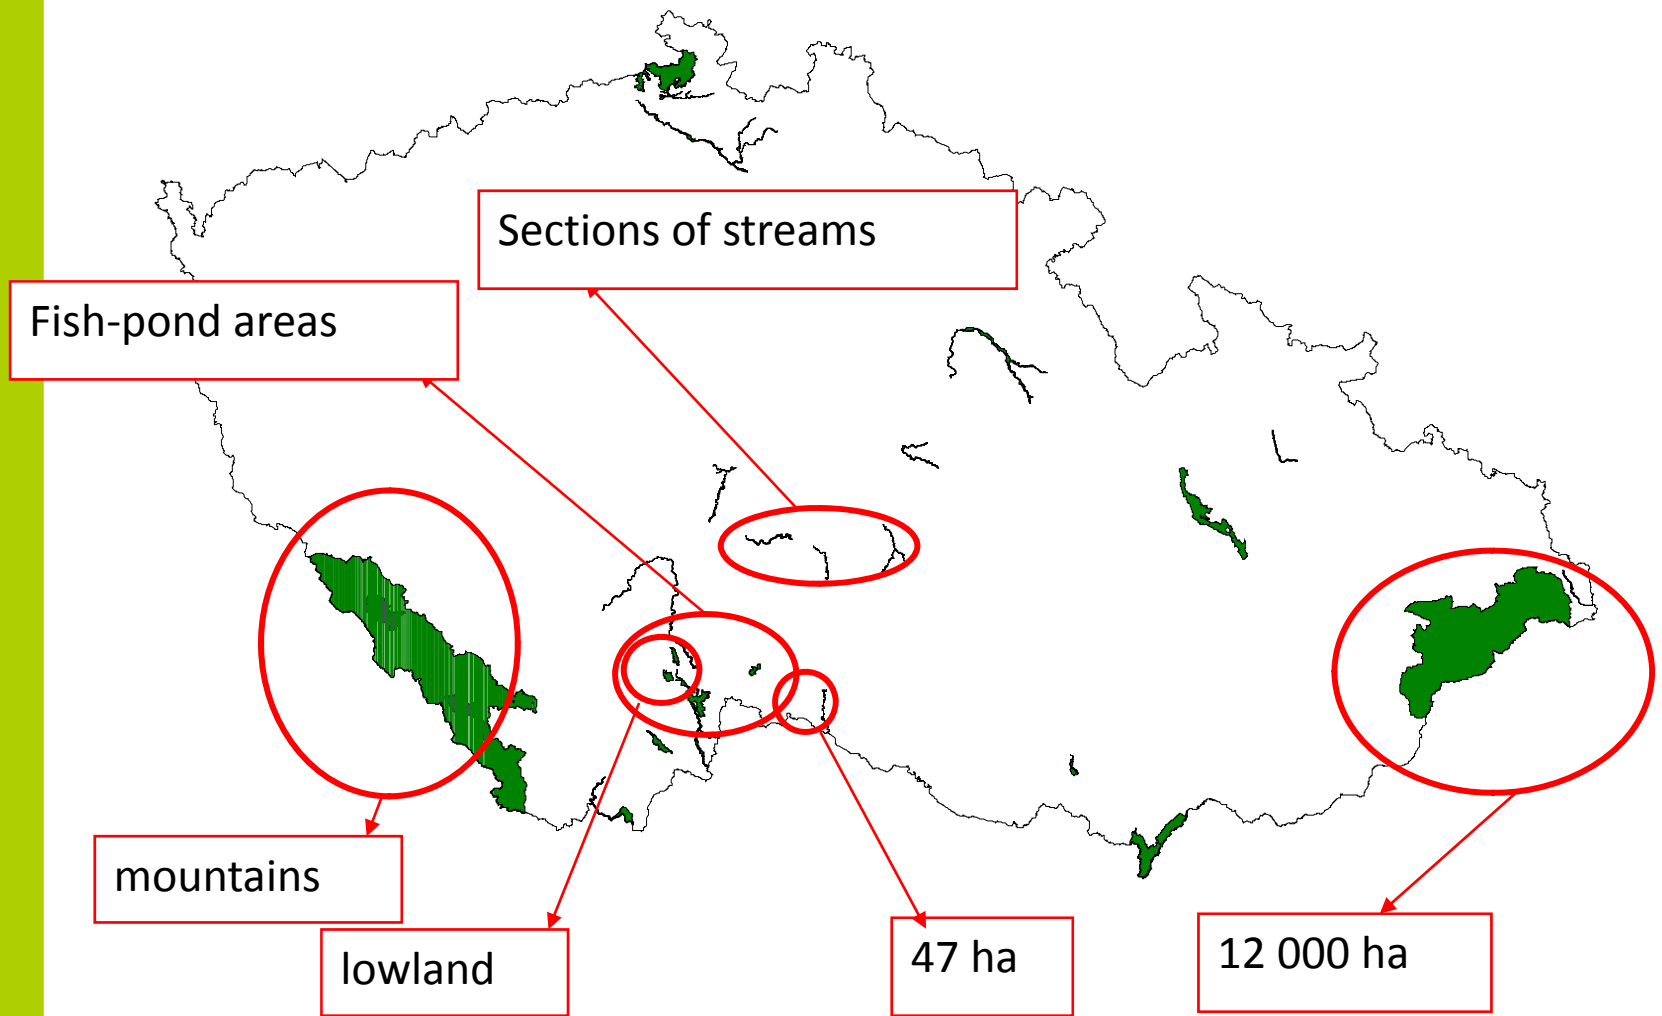 Sections of streams
Fish-pond areas
mountains
lowland
47 ha
12 000 ha